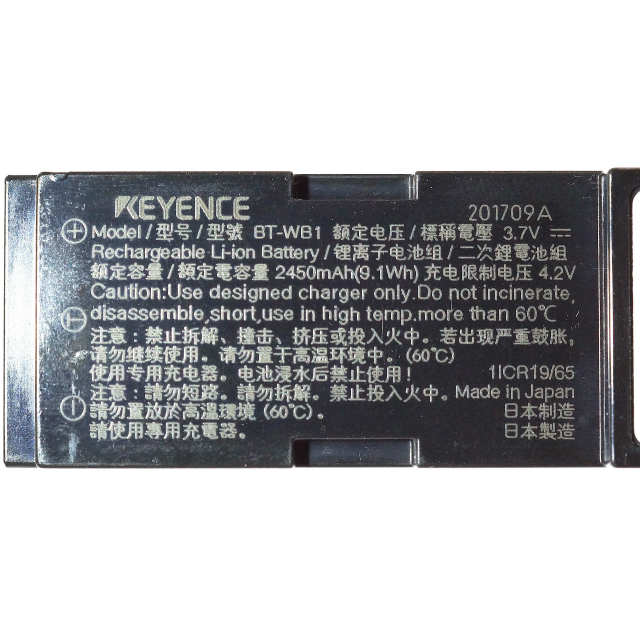 KEYENCE
201709A
Model / 型号 / 型號 BT-WB1 额定电压 / 標稱電壓 3.7V
Rechargeable Li-ion Battery / 锂离子电池组 / 二次鋰電池組
额定容量 / 額定電容量 2450mAh(9.1Wh) 充电限制电压 4.2V
Caution:Use designed charger only. Do not incinerate,
disassemble,short,use in high temp.more than 60℃
注意：禁止拆解、撞击、挤压或投入火中。若出现严重鼓胀，
请勿继续使用。请勿置于高温环境中。(60℃)
使用专用充电器。电池浸水后禁止使用！ 1ICR19/65
注意：請勿短路。請勿拆解。禁止投入火中。 Made in Japan
請勿置放於高溫環境 (60℃)。 日本制造
請使用專用充電器。 日本製造